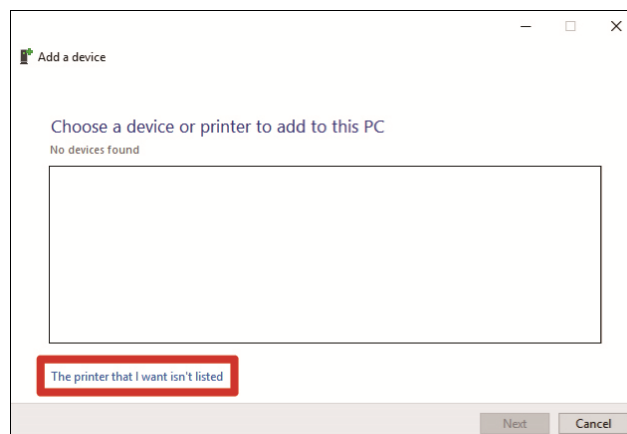 Add a device
Choose a device or printer to add to this PC
No devices found
The printer that I want isn't listed
Next Cancel